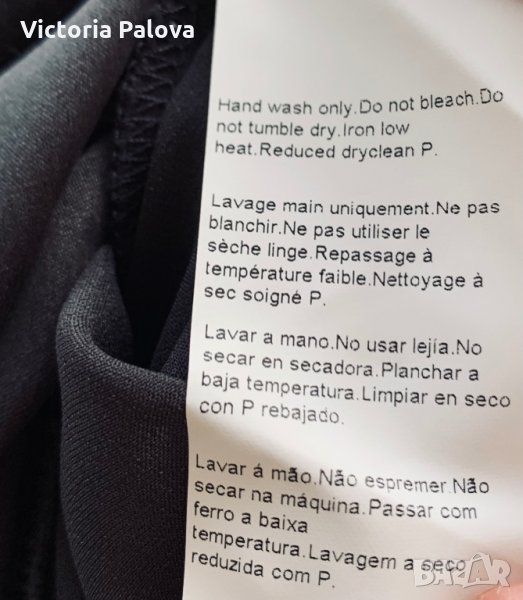 Victoria Palova
Hand wash only.Do not bleach.Do
not tumble dry.Iron low
heat.Reduced dryclean P.
Lavage main uniquement.Ne pas
blanchir.Ne pas utiliser le
sèche linge.Repassage à
température faible.Nettoyage à
sec soigné P.
Lavar a mano.No usar lejía.No
secar en secadora.Planchar a
baja temperatura.Limpiar en seco
con P rebajado.
Lavar á mão.Não espremer.Não
secar na máquina.Passar com
ferro a baixa
temperatura.Lavagem a seco
reduzida com P.
BAZAR